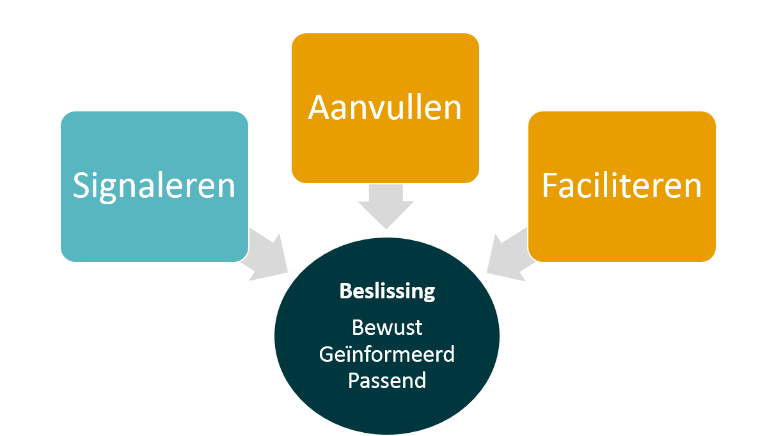 Signaleren
Aanvullen
Faciliteren
Beslissing
Bewust
Geïnformeerd
Passend